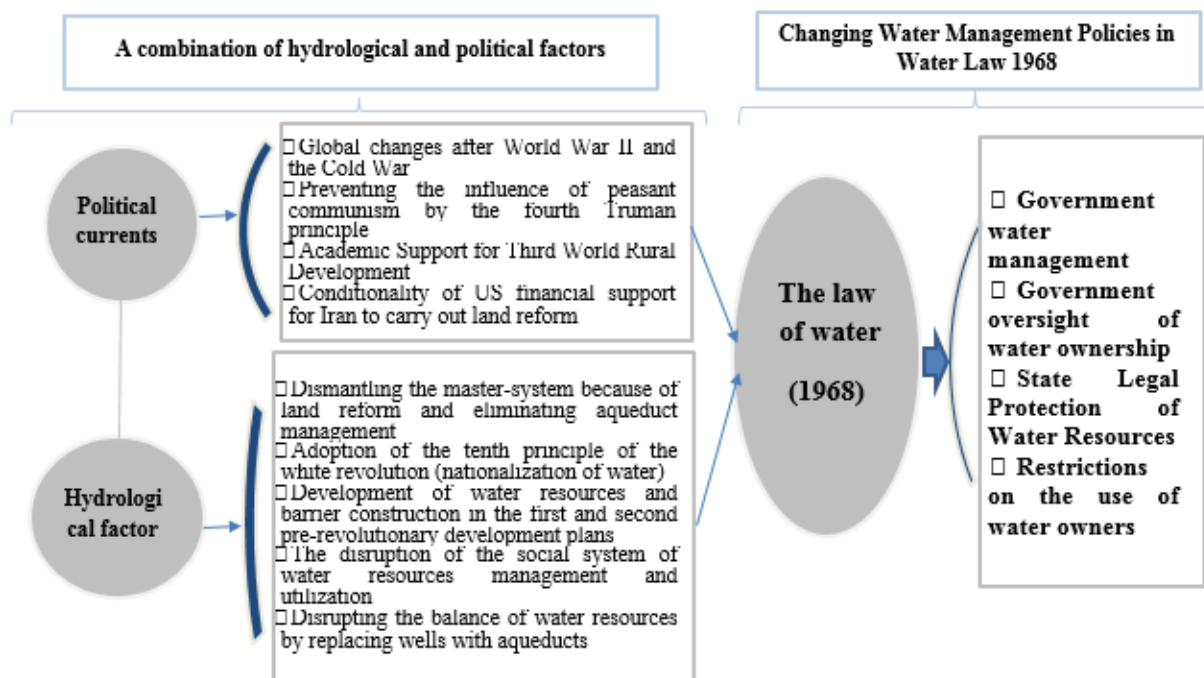 A combination of hydrological and political factors
Changing Water Management Policies in
Water Law 1968
Political
currents
□ Global changes after World War II and
the Cold War
□ Preventing the influence of peasant
communism by the fourth Truman
principle
□ Academic Support for Third World Rural
Development
□ Conditionality of US financial support
for Iran to carry out land reform
Hydrologi
cal factor
□ Dismantling the master-system because of
land reform and eliminating aqueduct
management
□ Adoption of the tenth principle of the
white revolution (nationalization of water)
□ Development of water resources and
barrier construction in the first and second
pre-revolutionary development plans
□ The disruption of the social system of
water resources management and
utilization
□ Disrupting the balance of water resources
by replacing wells with aqueducts
The law
of water
(1968)
□ Government
water
management
□ Government
oversight of
water ownership
□ State Legal
Protection of
Water Resources
□ Restrictions
on the use of
water owners